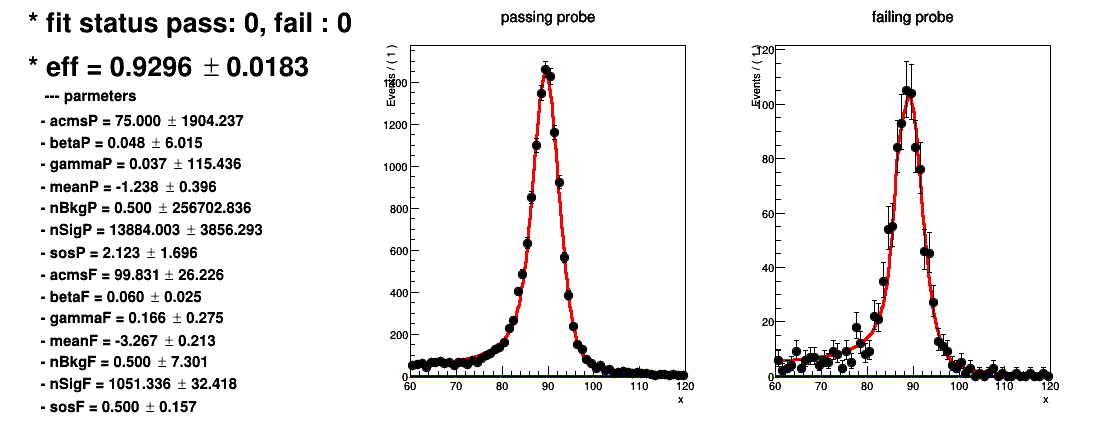 * fit status pass: 0, fail : 0
* eff = 0.9296 ± 0.0183
--- parmeters
- acmsP = 75.000 ± 1904.237
- betaP = 0.048 ± 6.015
- gammaP = 0.037 ± 115.436
- meanP = -1.238 ± 0.396
- nBkgP = 0.500 ± 256702.836
- nSigP = 13884.003 ± 3856.293
- sosP = 2.123 ± 1.696
- acmsF = 99.831 ± 26.226
- betaF = 0.060 ± 0.025
- gammaF = 0.166 ± 0.275
- meanF = -3.267 ± 0.213
- nBkgF = 0.500 ± 7.301
- nSigF = 1051.336 ± 32.418
- sosF = 0.500 ± 0.157
passing probe
Events / ( 1 )
1400
1200
1000
800
600
400
200
0
60 70 80 90 100 110 120
x
failing probe
Events / ( 1 )
120
100
80
60
40
20
0
60 70 80 90 100 110 120
x